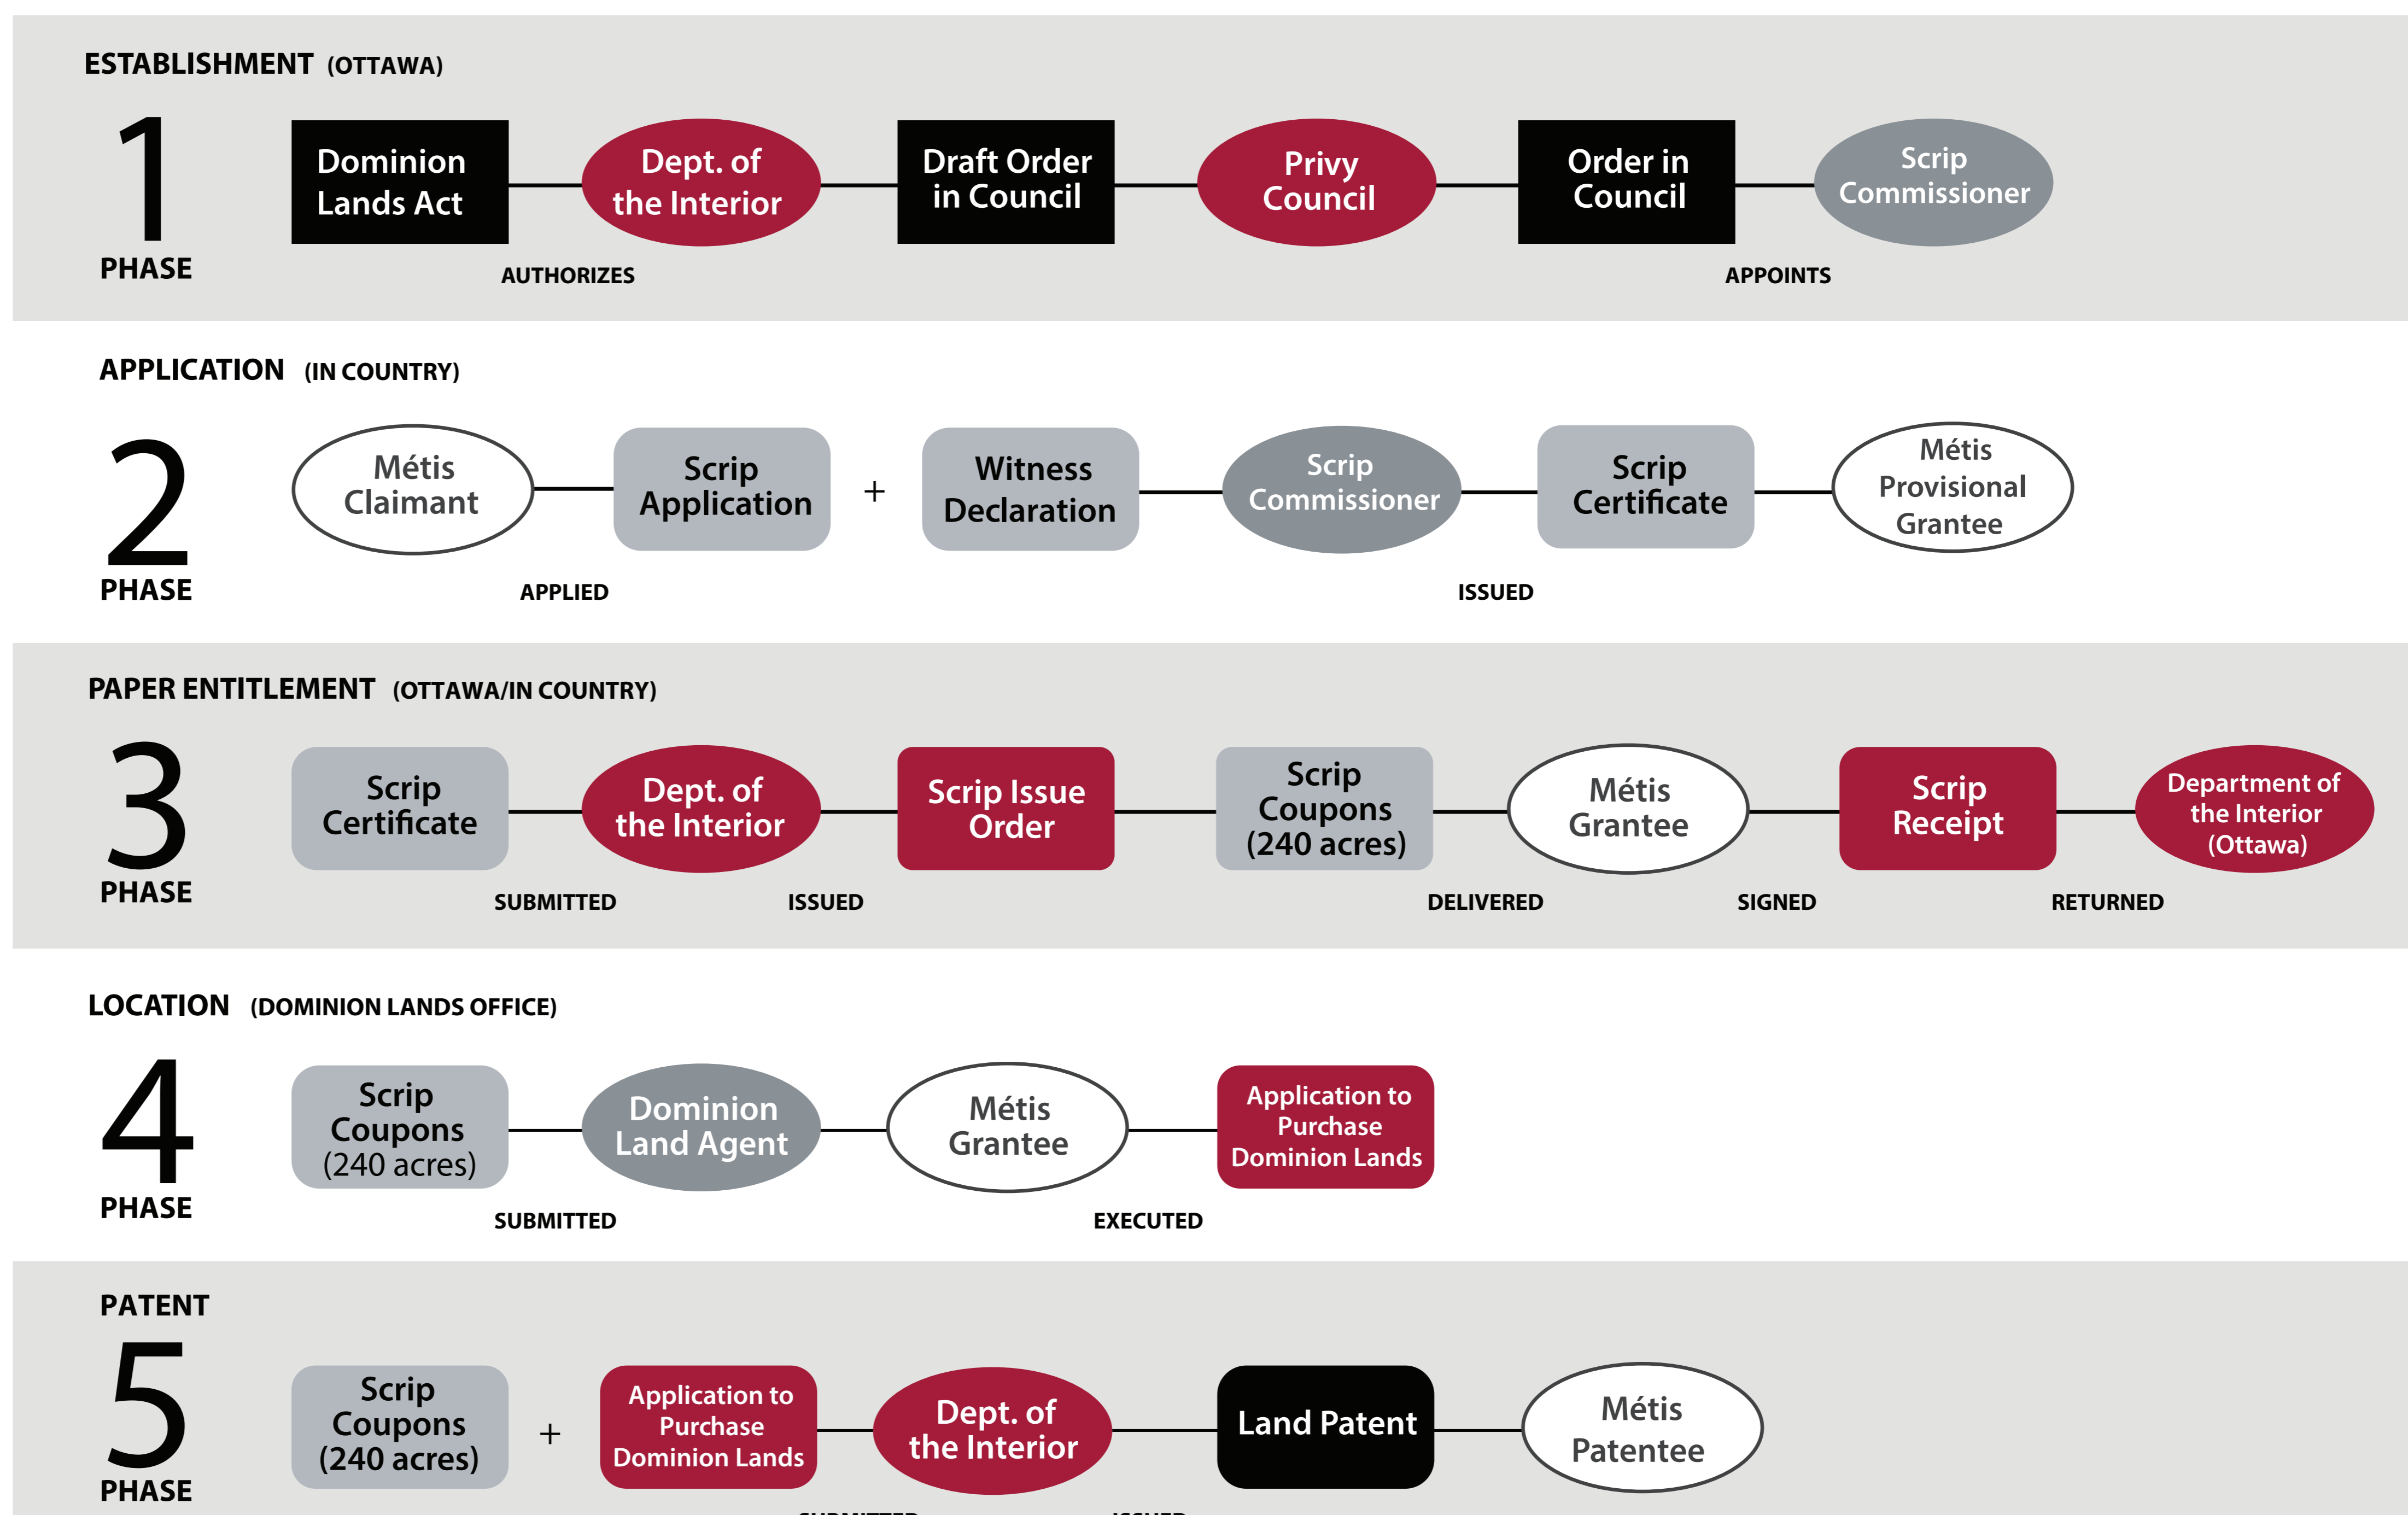 ESTABLISHMENT (OTTAWA)
1
PHASE
Dominion
Lands Act
Dept. of
the Interior
Draft Order
in Council
Privy
Council
Order in
Council
Scrip
Commissioner
AUTHORIZES
APPOINTS
APPLICATION (IN COUNTRY)
2
PHASE
Métis
Claimant
Scrip
Application
+
Witness
Declaration
Scrip
Commissioner
Scrip
Certificate
Métis
Provisional
Grantee
APPLIED
ISSUED
PAPER ENTITLEMENT (OTTAWA/IN COUNTRY)
3
PHASE
Scrip
Certificate
Dept. of
the Interior
Scrip Issue
Order
Scrip
Coupons
(240 acres)
Métis
Grantee
Scrip
Receipt
Department of
the Interior
(Ottawa)
SUBMITTED
ISSUED
DELIVERED
SIGNED
RETURNED
LOCATION (DOMINION LANDS OFFICE)
4
PHASE
Scrip
Coupons
(240 acres)
Dominion
Land Agent
Métis
Grantee
Application to
Purchase
Dominion Lands
SUBMITTED
EXECUTED
PATENT
5
PHASE
Scrip
Coupons
(240 acres)
+
Application to
Purchase
Dominion Lands
Dept. of
the Interior
Land Patent
Métis
Patentee
SUBMITTED
ISSUED